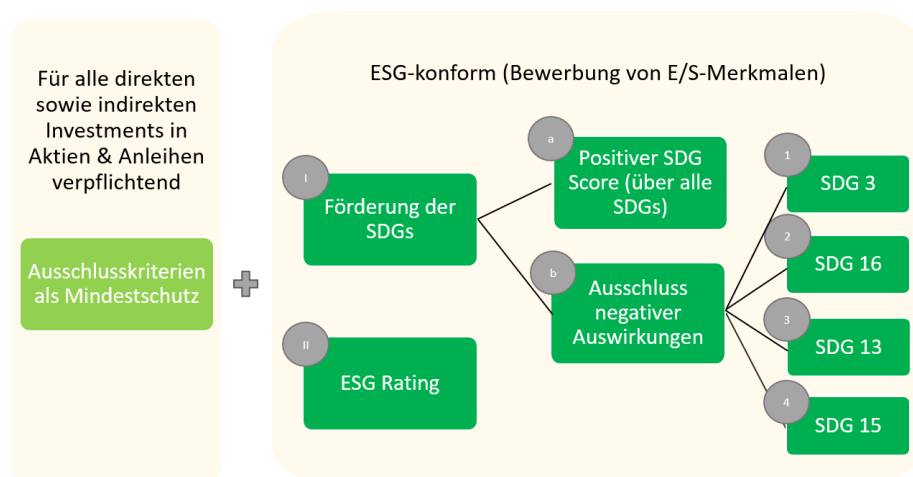 Für alle direkten
sowie indirekten
Investments in
Aktien & Anleihen
verpflichtend
Ausschlusskriterien
als Mindestschutz
ESG-konform (Bewerbung von E/S-Merkmalen)
I
Förderung der
SDGs
II
ESG Rating
a
Positiver SDG
Score (über alle
SDGs)
b
Ausschluss
negativer
Auswirkungen
1
SDG 3
2
SDG 16
3
SDG 13
4
SDG 15